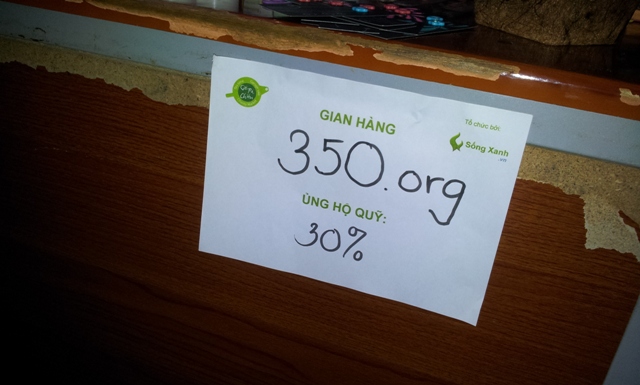 Tổ chức bởi:
GIAN HÀNG
Sống Xanh
350.org
ỦNG HỘ QUỸ:
30%